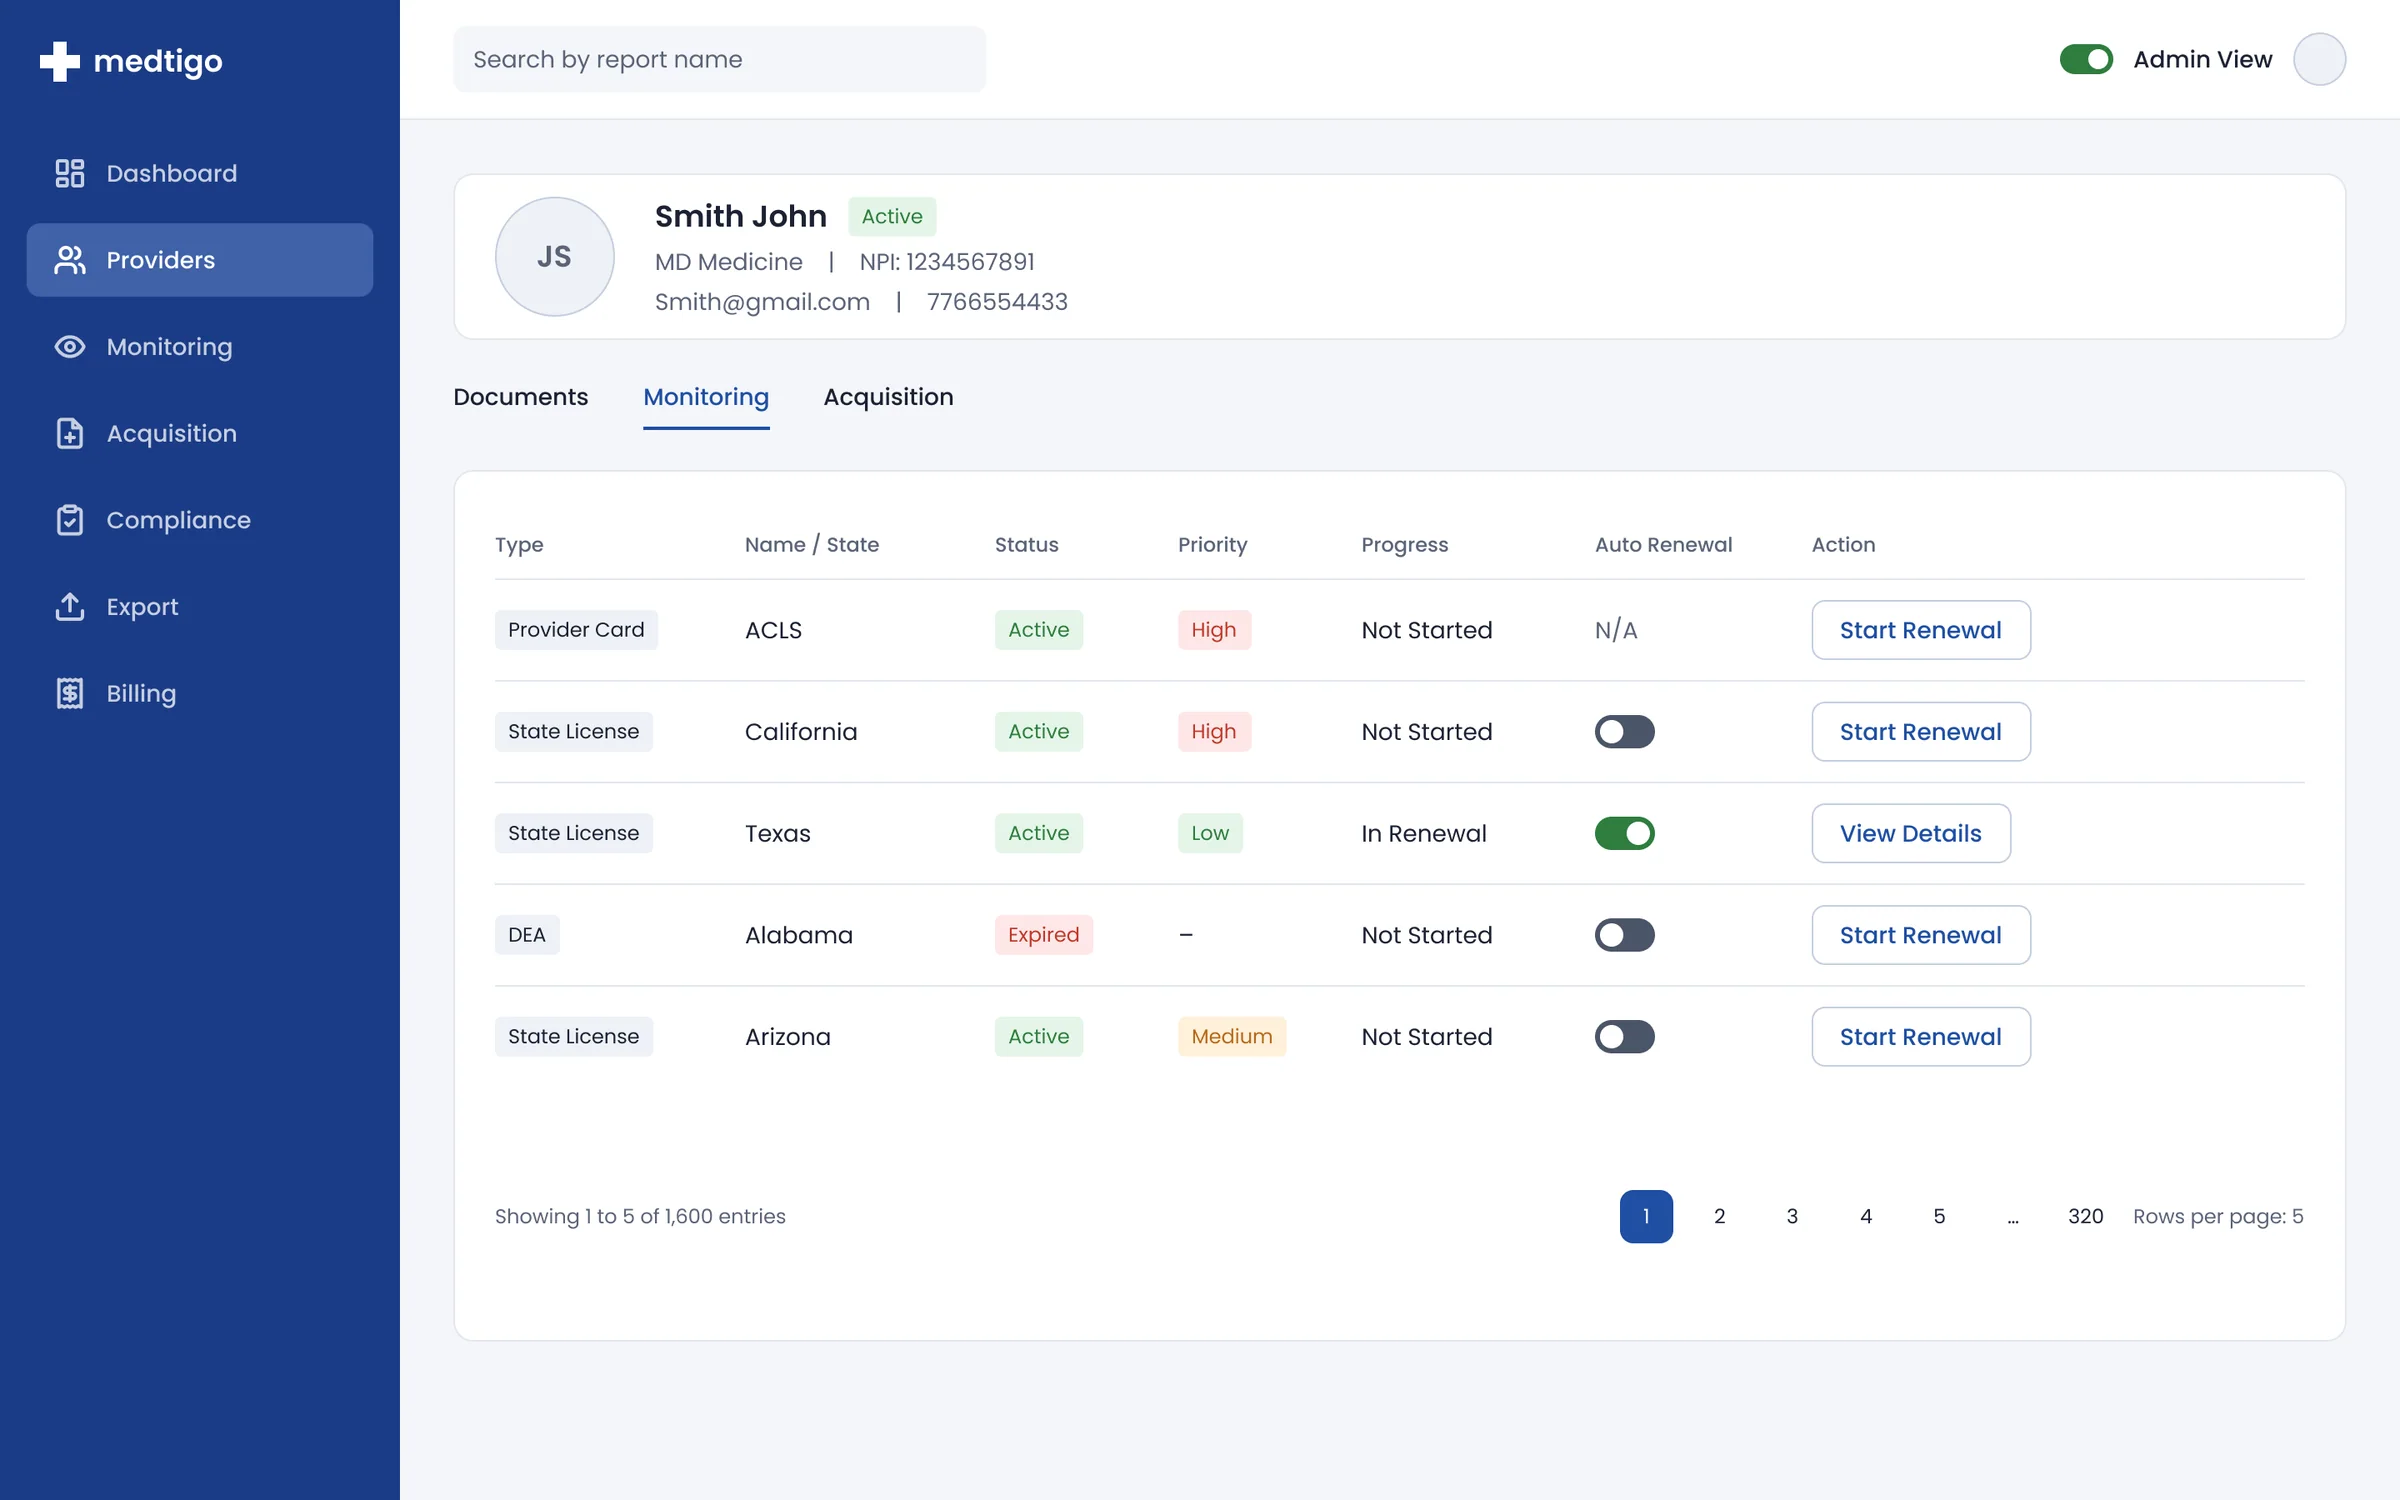 medtigo
Search by report name
Admin View
Dashboard
Providers
Monitoring
Acquisition
Compliance
Export
Billing
JS
Smith John Active
MD Medicine | NPI: 1234567891
Smith@gmail.com | 7766554433
Documents Monitoring Acquisition
Type Name / State Status Priority Progress Auto Renewal Action
Provider Card ACLS Active High Not Started N/A Start Renewal
State License California Active High Not Started Start Renewal
State License Texas Active Low In Renewal View Details
DEA Alabama Expired – Not Started Start Renewal
State License Arizona Active Medium Not Started Start Renewal
Showing 1 to 5 of 1,600 entries 1 2 3 4 5 ... 320 Rows per page: 5